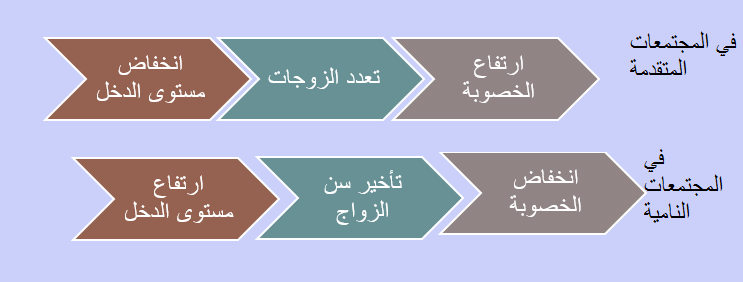 في المجتمعات
المتقدمة
ارتفاع
الخصوبة
تعدد الزوجات
انخفاض
مستوى الدخل
في
المجتمعات
النامية
انخفاض
الخصوبة
تأخير سن
الزواج
ارتفاع
مستوى الدخل